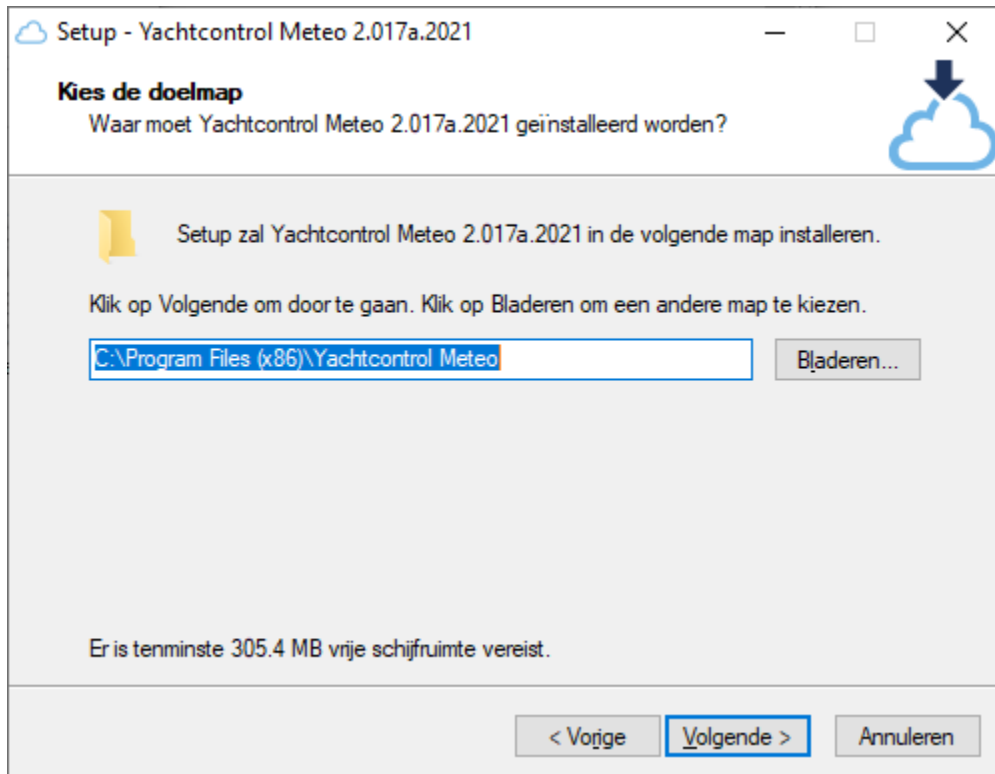 Setup - Yachtcontrol Meteo 2.017a.2021
Kies de doelmap
Waar moet Yachtcontrol Meteo 2.017a.2021 geïnstalleerd worden?
Setup zal Yachtcontrol Meteo 2.017a.2021 in de volgende map installeren.
Klik op Volgende om door te gaan. Klik op Bladeren om een andere map te kiezen.
C:\Program Files (x86)\Yachtcontrol Meteo
Bladeren...
Er is tenminste 305.4 MB vrije schijfruimte vereist.
< Vorige
Volgende >
Annuleren